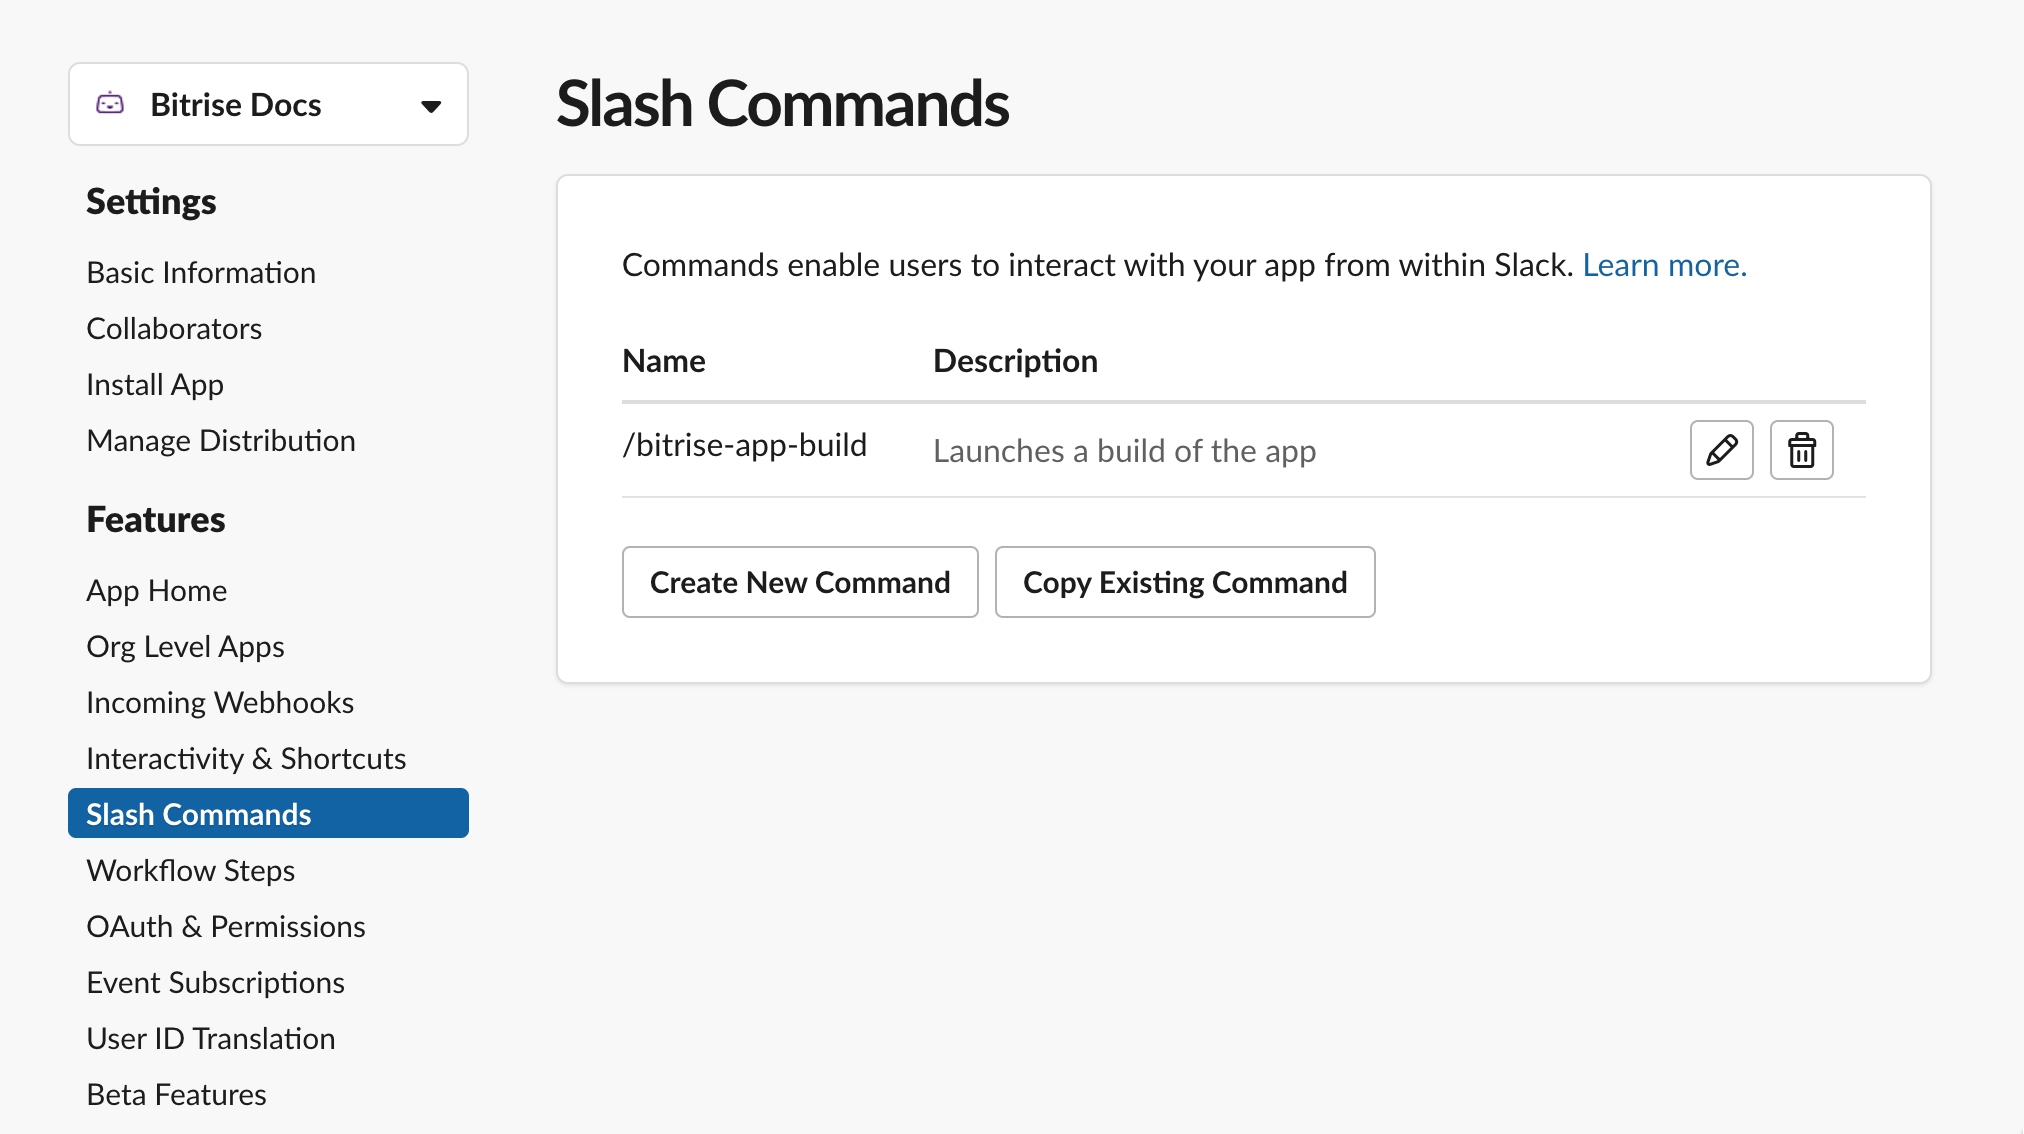 Bitrise Docs
Settings
Basic Information
Collaborators
Install App
Manage Distribution
Features
App Home
Org Level Apps
Incoming Webhooks
Interactivity & Shortcuts
Slash Commands
Workflow Steps
OAuth & Permissions
Event Subscriptions
User ID Translation
Beta Features
Slash Commands
Commands enable users to interact with your app from within Slack. Learn more.
Name Description
/bitrise-app-build Launches a build of the app
Create New Command Copy Existing Command